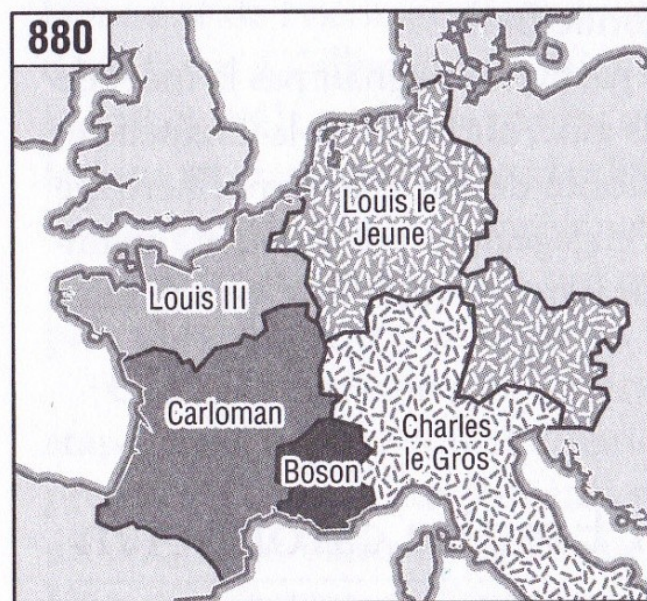 880
Louis le
Jeune
Louis III
Carloman
Charles
le Gros
Boson